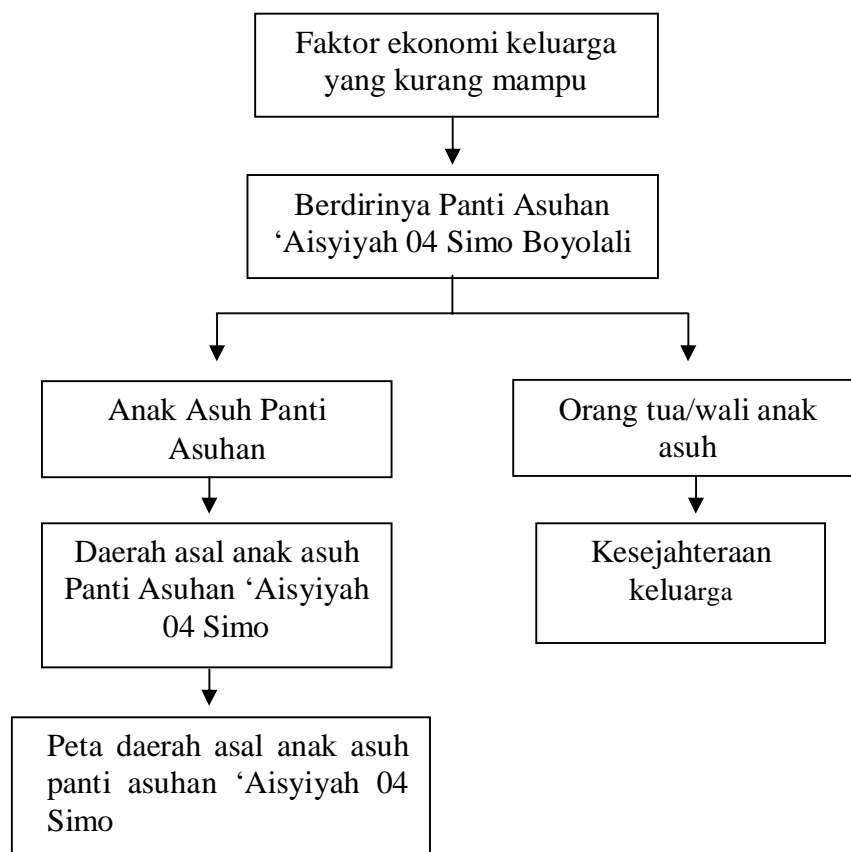 Faktor ekonomi keluarga
yang kurang mampu
Berdirinya Panti Asuhan
‘Aisyiyah 04 Simo Boyolali
Anak Asuh Panti
Asuhan
Orang tua/wali anak
asuh
Daerah asal anak asuh
Panti Asuhan ‘Aisyiyah
04 Simo
Kesejahteraan
keluarga
Peta daerah asal anak asuh
panti asuhan ‘Aisyiyah 04
Simo